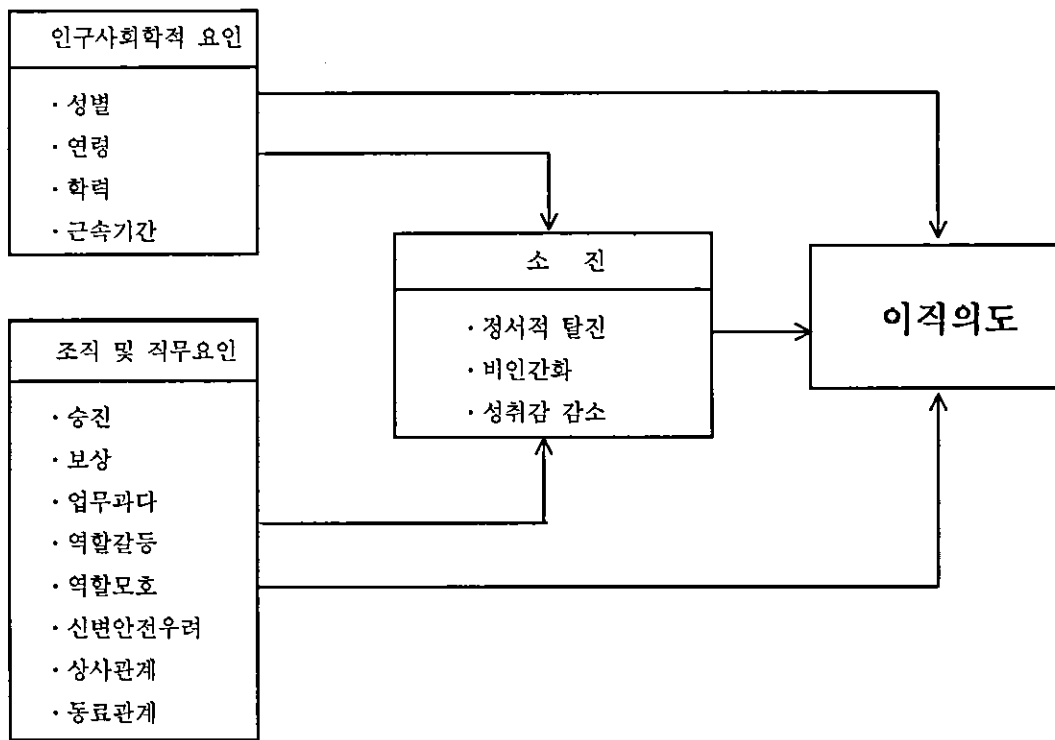 인구사회학적 요인
· 성별
· 연령
· 학력
· 근속기간
소 진
· 정서적 탈진
· 비인간화
· 성취감 감소
이직의도
조직 및 직무요인
· 승진
· 보상
· 업무과다
· 역할갈등
· 역할모호
· 신변안전우려
· 상사관계
· 동료관계